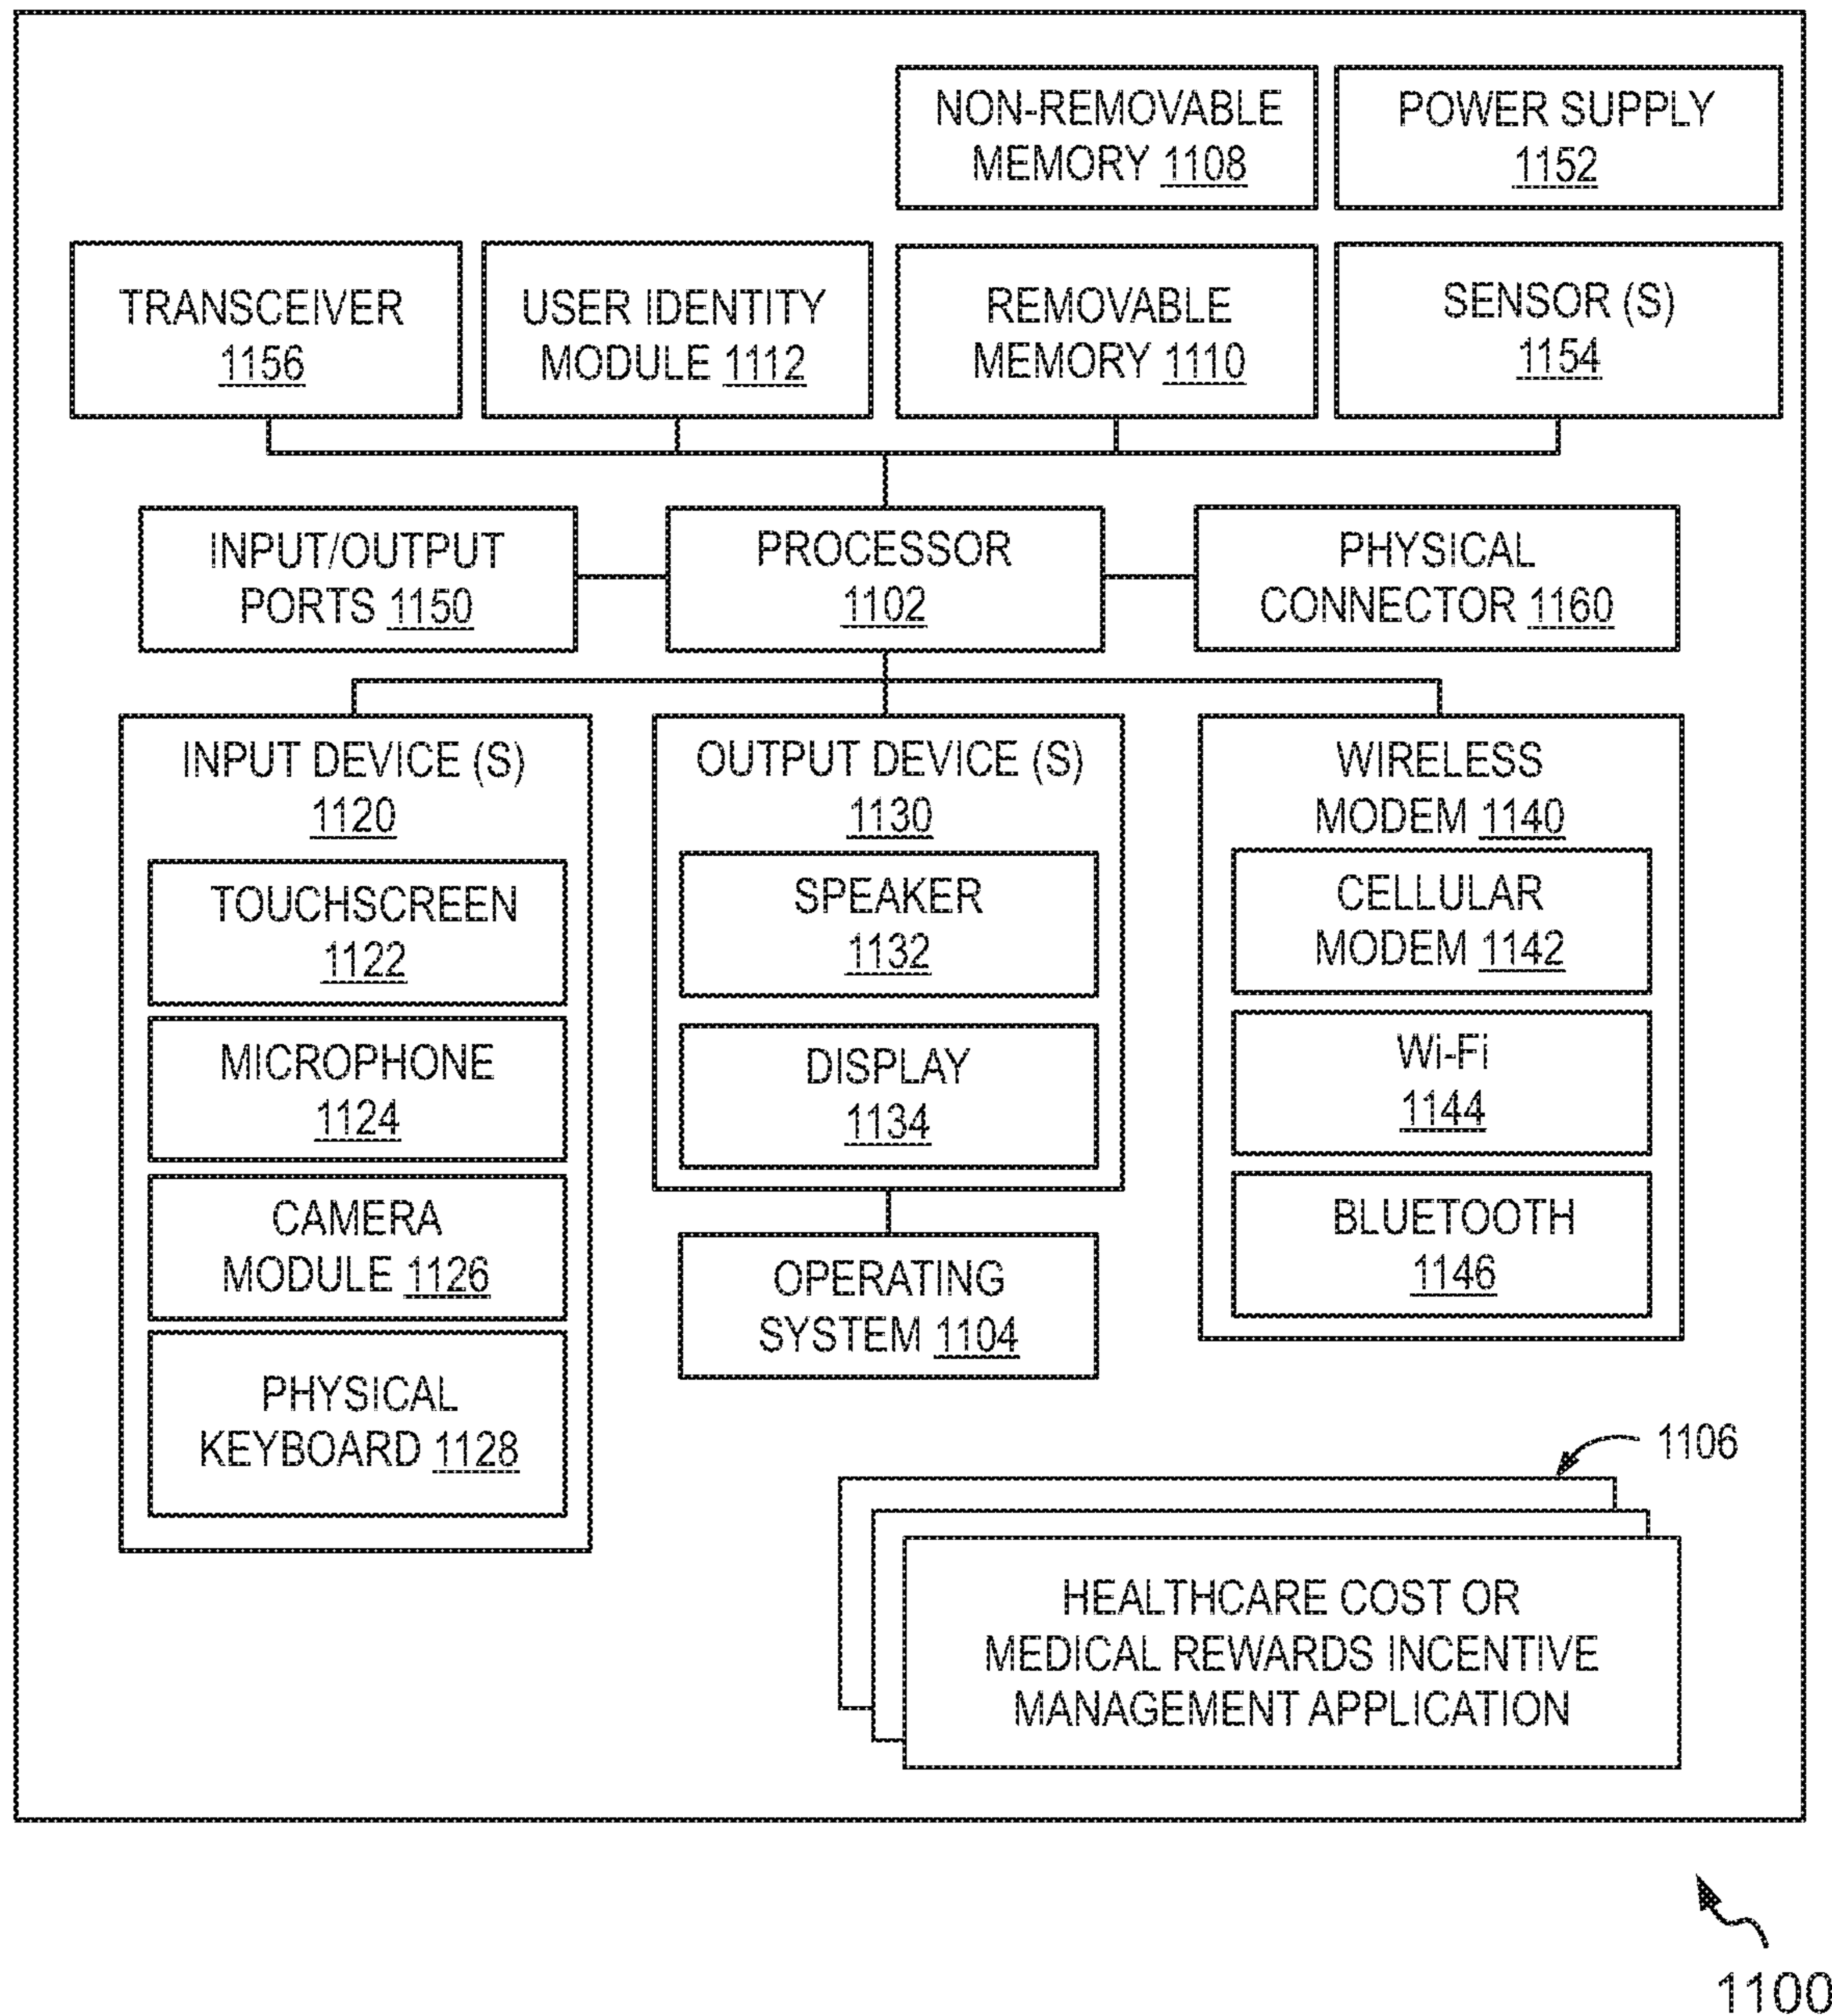 NON-REMOVABLE
MEMORY 1108
POWER SUPPLY
1152
TRANSCEIVER
1156
USER IDENTITY
MODULE 1112
REMOVABLE
MEMORY 1110
SENSOR (S)
1154
INPUT/OUTPUT
PORTS 1150
PROCESSOR
1102
PHYSICAL
CONNECTOR 1160
INPUT DEVICE (S)
1120
TOUCHSCREEN
1122
MICROPHONE
1124
CAMERA
MODULE 1126
PHYSICAL
KEYBOARD 1128
OUTPUT DEVICE (S)
1130
SPEAKER
1132
DISPLAY
1134
OPERATING
SYSTEM 1104
WIRELESS
MODEM 1140
CELLULAR
MODEM 1142
Wi-Fi
1144
BLUETOOTH
1146
1106
HEALTHCARE COST OR
MEDICAL REWARDS INCENTIVE
MANAGEMENT APPLICATION
1100